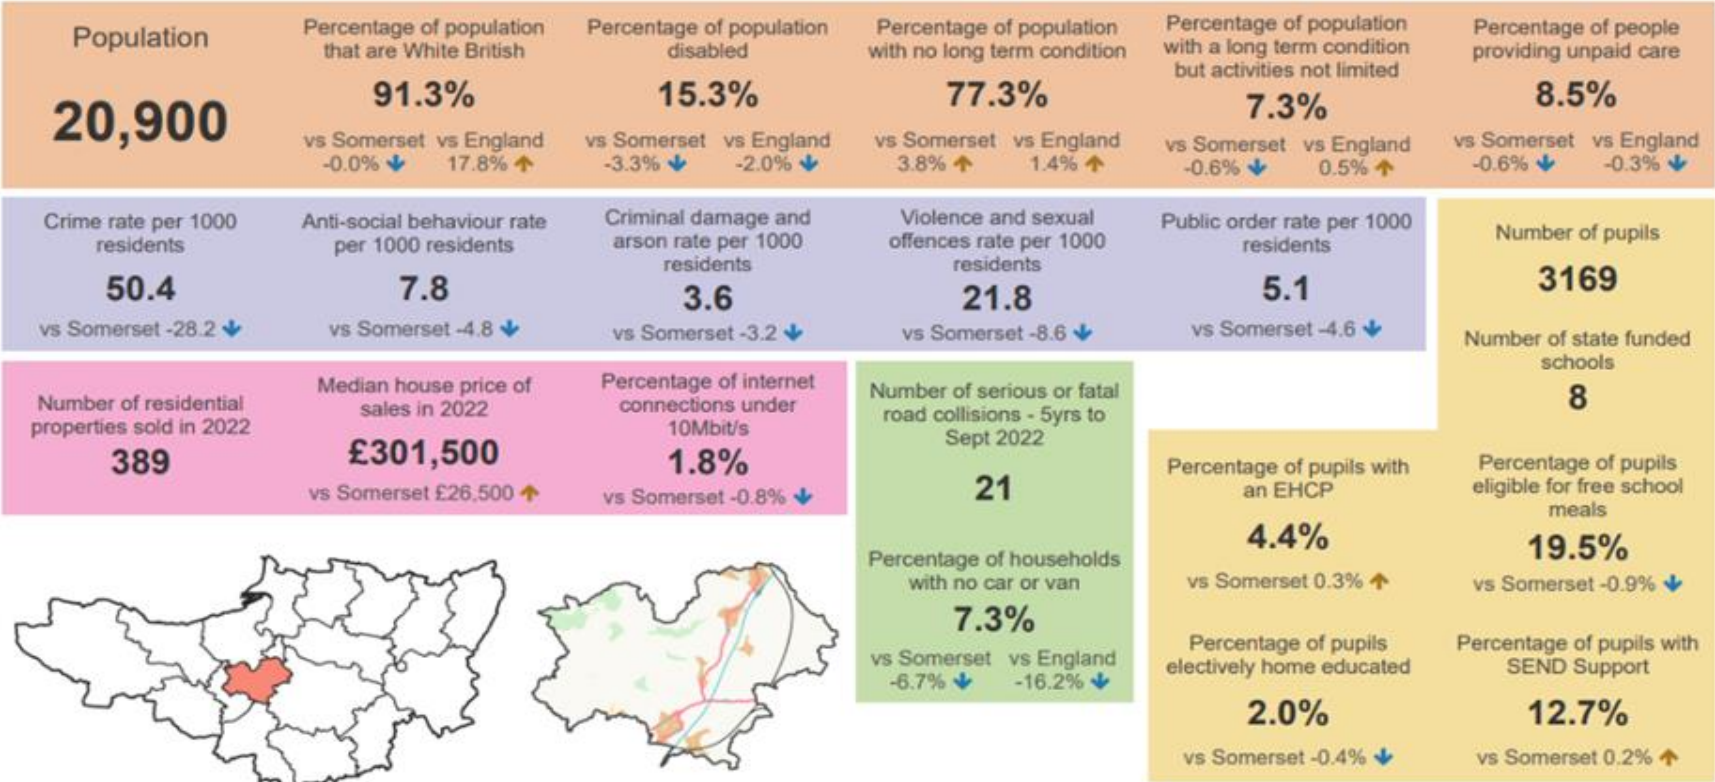 Population
20,900
Percentage of population
that are White British
91.3%
vs Somerset vs England
-0.0% 17.8%
Percentage of population
disabled
15.3%
vs Somerset vs England
-3.3% -2.0%
Percentage of population
with no long term condition
77.3%
vs Somerset vs England
3.8% 1.4%
Percentage of population
with a long term condition
but activities not limited
7.3%
vs Somerset vs England
-0.6% 0.5%
Percentage of people
providing unpaid care
8.5%
vs Somerset vs England
-0.6% -0.3%
Crime rate per 1000
residents
50.4
vs Somerset -28.2
Anti-social behaviour rate
per 1000 residents
7.8
vs Somerset -4.8
Criminal damage and
arson rate per 1000
residents
3.6
vs Somerset -3.2
Violence and sexual
offences rate per 1000
residents
21.8
vs Somerset -8.6
Public order rate per 1000
residents
5.1
vs Somerset -4.6
Number of pupils
3169
Number of state funded
schools
8
Number of residential
properties sold in 2022
389
Median house price of
sales in 2022
£301,500
vs Somerset £26,500
Percentage of internet
connections under
10Mbit/s
1.8%
vs Somerset -0.8%
Number of serious or fatal
road collisions - 5yrs to
Sept 2022
21
Percentage of households
with no car or van
7.3%
vs Somerset vs England
-6.7% -16.2%
Percentage of pupils with
an EHCP
4.4%
vs Somerset 0.3%
Percentage of pupils
eligible for free school
meals
19.5%
vs Somerset -0.9%
Percentage of pupils
electively home educated
2.0%
vs Somerset -0.4%
Percentage of pupils with
SEND Support
12.7%
vs Somerset 0.2%